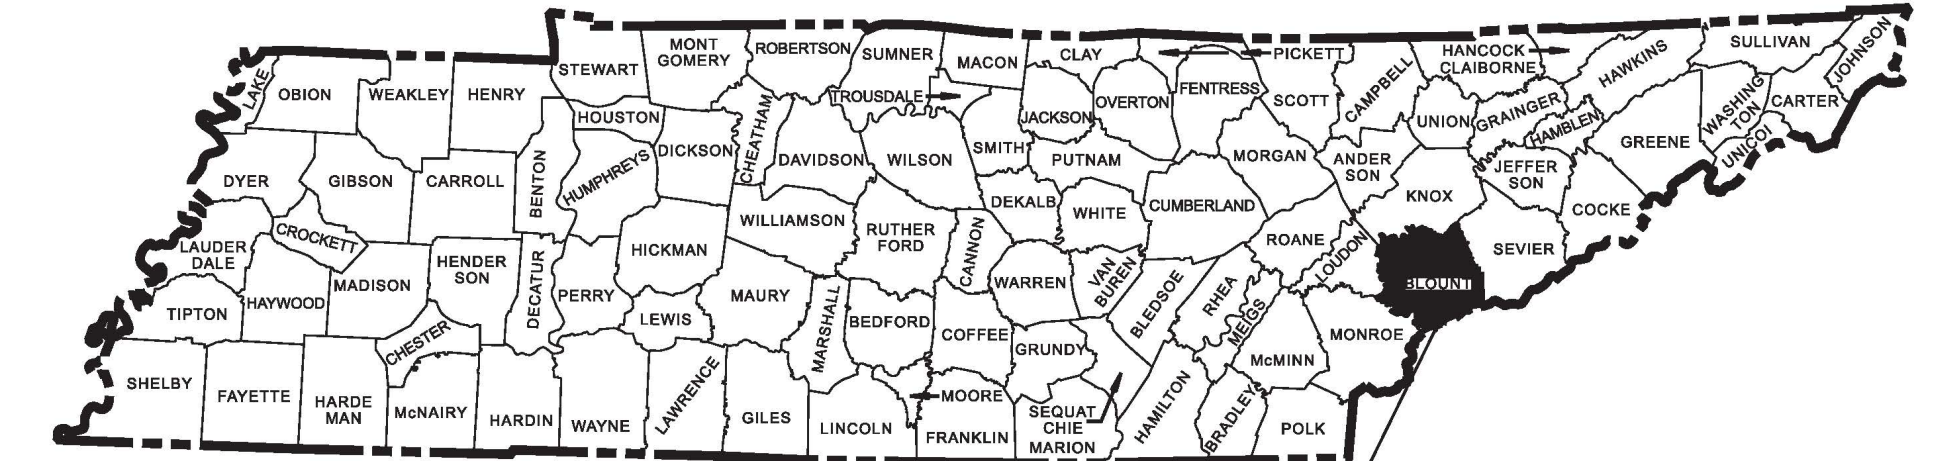 LAKE
OBION
WEAKLEY
HENRY
STEWART
MONT
GOMERY
ROBERTSON
SUMNER
MACON
CLAY
PICKETT
HANCOCK
CLAIBORNE
HAWKINS
SULLIVAN
JOHNSON
TROUSDALE
HOUSTON
CHEATHAM
JACKSON
OVERTON
FENTRESS
SCOTT
CAMPBELL
UNION
GRAINGER
HAMBLEN
GREENE
WASHING
TON
UNICOI
CARTER
DYER
GIBSON
CARROLL
BENTON
HUMPHREYS
DICKSON
DAVIDSON
WILSON
SMITH
PUTNAM
MORGAN
ANDER
SON
KNOX
JEFFER
SON
COCKE
LAUDER
DALE
CROCKETT
HICKMAN
WILLIAMSON
RUTHER
FORD
CANNON
DEKALB
WHITE
CUMBERLAND
ROANE
LOUDON
SEVIER
BLOUNT
TIPTON
HAYWOOD
MADISON
HENDER
SON
DECATUR
PERRY
LEWIS
MAURY
MARSHALL
BEDFORD
COFFEE
WARREN
VAN
BUREN
BLEDSOE
RHEA
MEIGS
MONROE
SHELBY
FAYETTE
HARDE
MAN
CHESTER
McNAIRY
HARDIN
WAYNE
LAWRENCE
GILES
LINCOLN
MOORE
FRANKLIN
GRUNDY
SEQUAT
CHIE
MARION
HAMILTON
BRADLEY
McMINN
POLK